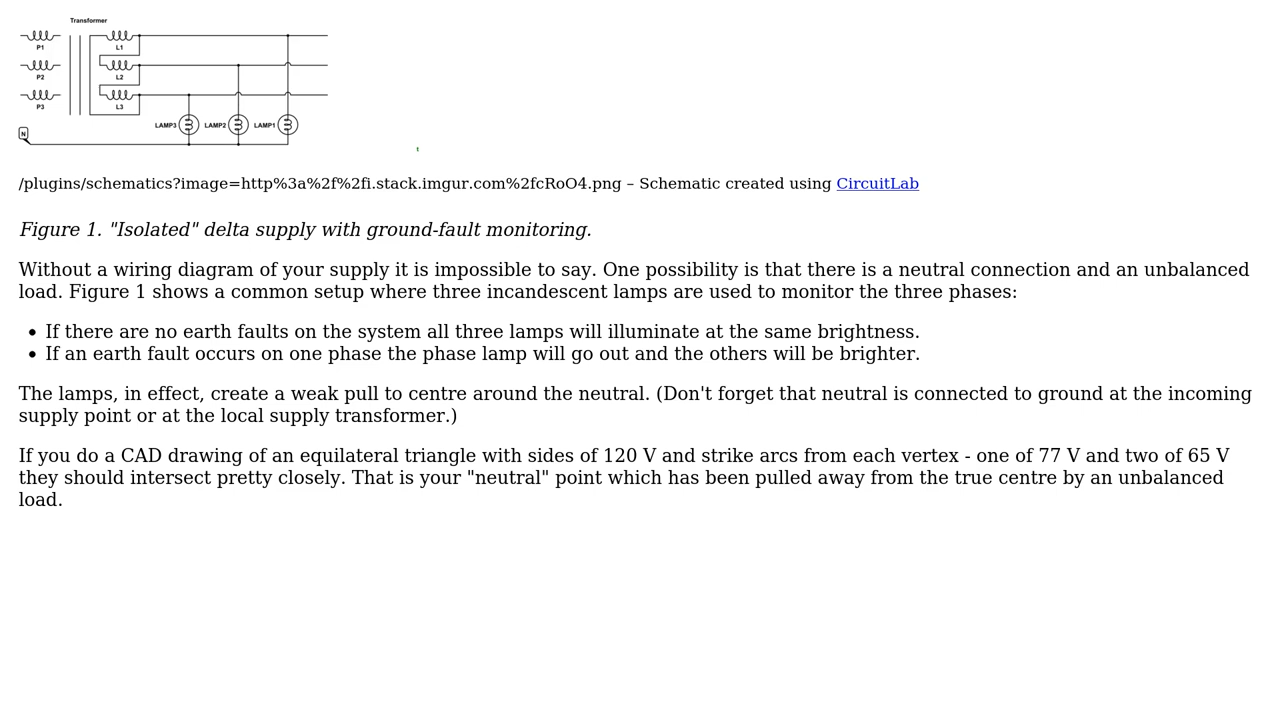 Transformer
P1
L1
P2
L2
P3
L3
LAMP3 LAMP2 LAMP1
N
/plugins/schematics?image=http%3a%2f%2fi.stack.imgur.com%2fcRoO4.png – Schematic created using CircuitLab
Figure 1. "Isolated" delta supply with ground-fault monitoring.
Without a wiring diagram of your supply it is impossible to say. One possibility is that there is a neutral connection and an unbalanced
load. Figure 1 shows a common setup where three incandescent lamps are used to monitor the three phases:
• If there are no earth faults on the system all three lamps will illuminate at the same brightness.
• If an earth fault occurs on one phase the phase lamp will go out and the others will be brighter.
The lamps, in effect, create a weak pull to centre around the neutral. (Don't forget that neutral is connected to ground at the incoming
supply point or at the local supply transformer.)
If you do a CAD drawing of an equilateral triangle with sides of 120 V and strike arcs from each vertex - one of 77 V and two of 65 V
they should intersect pretty closely. That is your "neutral" point which has been pulled away from the true centre by an unbalanced
load.